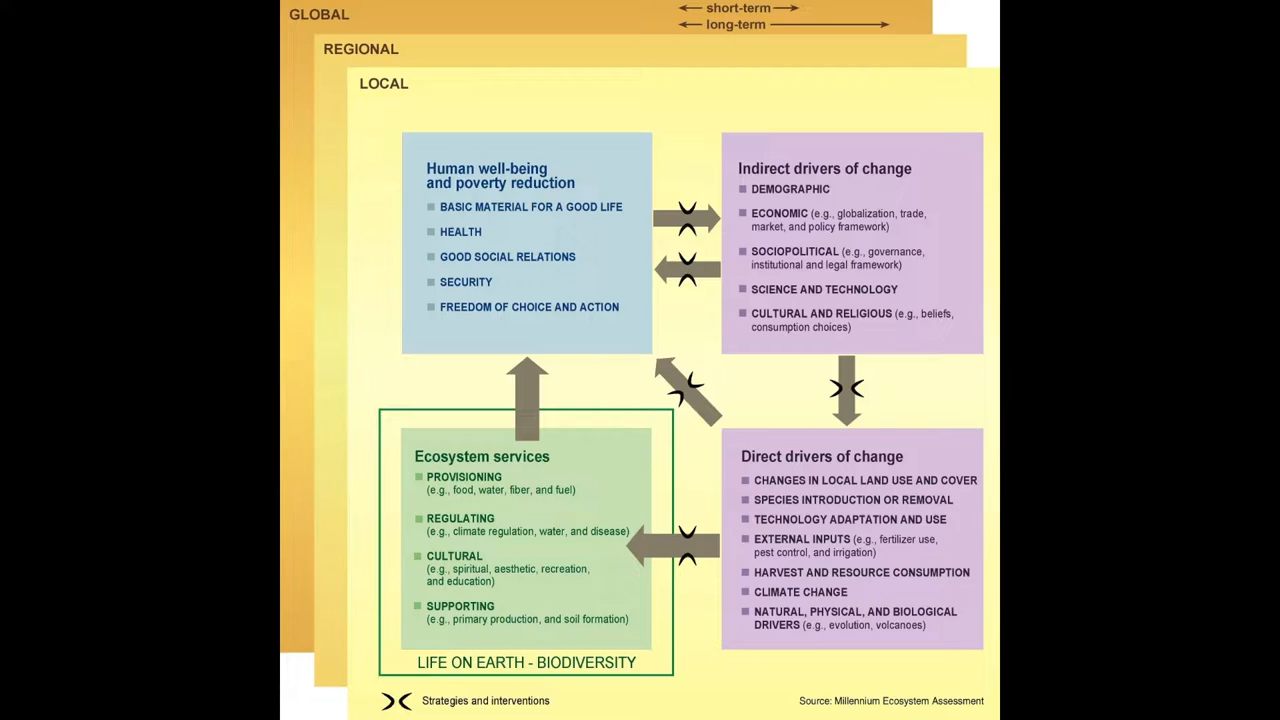 GLOBAL
short-term
long-term
REGIONAL
LOCAL
Human well-being
and poverty reduction
BASIC MATERIAL FOR A GOOD LIFE
HEALTH
GOOD SOCIAL RELATIONS
SECURITY
FREEDOM OF CHOICE AND ACTION
Indirect drivers of change
DEMOGRAPHIC
ECONOMIC (e.g., globalization, trade,
market, and policy framework)
SOCIOPOLITICAL (e.g., governance,
institutional and legal framework)
SCIENCE AND TECHNOLOGY
CULTURAL AND RELIGIOUS (e.g., beliefs,
consumption choices)
Ecosystem services
PROVISIONING
(e.g., food, water, fiber, and fuel)
REGULATING
(e.g., climate regulation, water, and disease)
CULTURAL
(e.g., spiritual, aesthetic, recreation,
and education)
SUPPORTING
(e.g., primary production, and soil formation)
LIFE ON EARTH - BIODIVERSITY
Direct drivers of change
CHANGES IN LOCAL LAND USE AND COVER
SPECIES INTRODUCTION OR REMOVAL
TECHNOLOGY ADAPTATION AND USE
EXTERNAL INPUTS (e.g., fertilizer use,
pest control, and irrigation)
HARVEST AND RESOURCE CONSUMPTION
CLIMATE CHANGE
NATURAL, PHYSICAL, AND BIOLOGICAL
DRIVERS (e.g., evolution, volcanoes)
Strategies and interventions
Source: Millennium Ecosystem Assessment